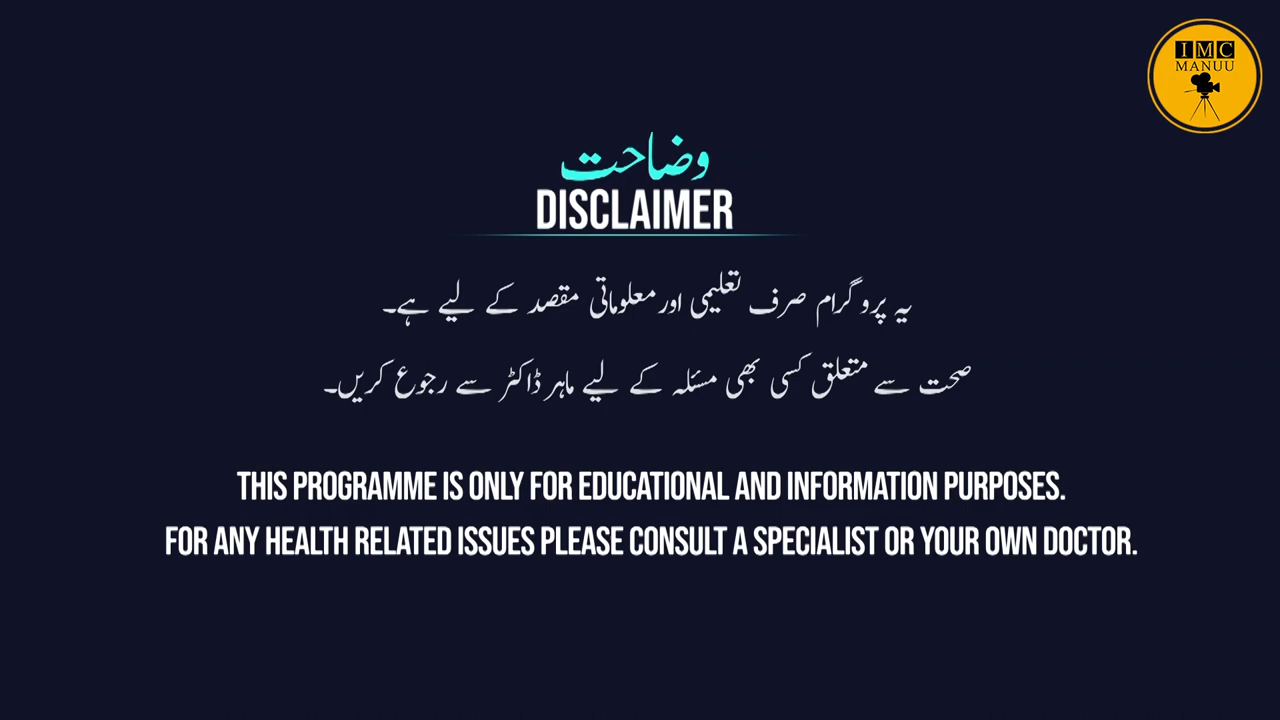 IMC
MANUU
وضاحت
DISCLAIMER
یہ پروگرام صرف تعلیمی اور معلوماتی مقصد کے لیے ہے۔
صحت سے متعلق کسی بھی مسئلہ کے لیے ماہر ڈاکٹر سے رجوع کریں۔
THIS PROGRAMME IS ONLY FOR EDUCATIONAL AND INFORMATION PURPOSES.
FOR ANY HEALTH RELATED ISSUES PLEASE CONSULT A SPECIALIST OR YOUR OWN DOCTOR.